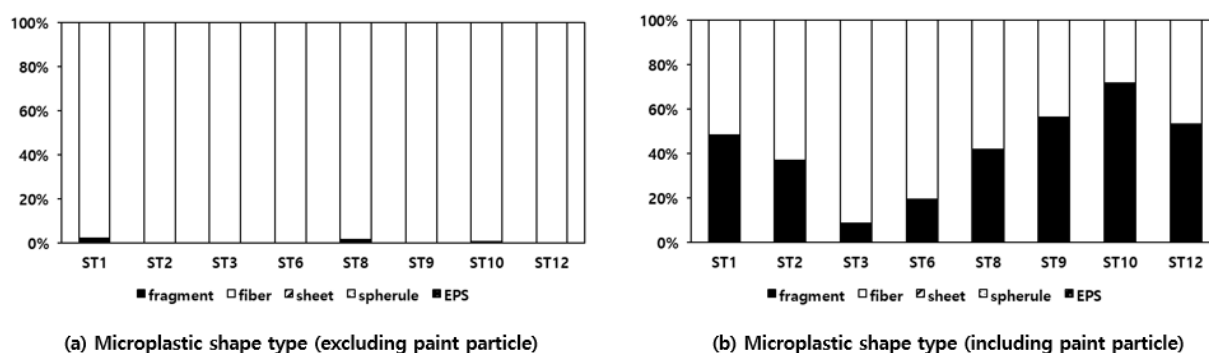 100%
80%
60%
40%
20%
0%
ST1 ST2 ST3 ST6 ST8 ST9 ST10 ST12
fragment fiber sheet spherule EPS
(a) Microplastic shape type (excluding paint particle)
100%
80%
60%
40%
20%
0%
ST1 ST2 ST3 ST6 ST8 ST9 ST10 ST12
fragment fiber sheet spherule EPS
(b) Microplastic shape type (including paint particle)